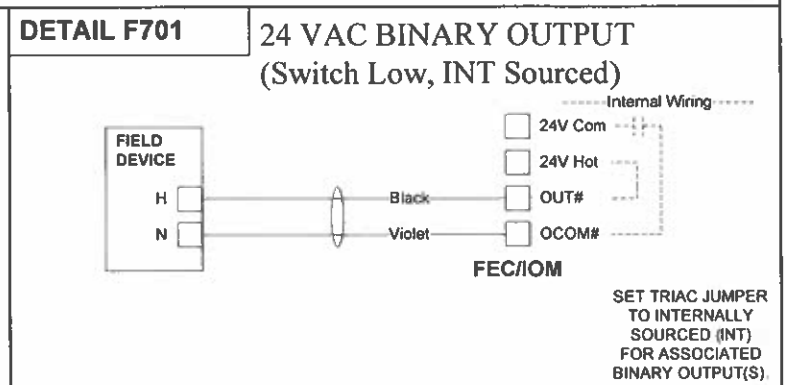 DETAIL F701
24 VAC BINARY OUTPUT
(Switch Low, INT Sourced)
Internal Wiring
24V Com
FIELD
DEVICE
24V Hot
H
Black
OUT#
N
Violet
OCOM#
FEC/IOM
SET TRIAC JUMPER
TO INTERNALLY
SOURCED (INT)
FOR ASSOCIATED
BINARY OUTPUT(S)